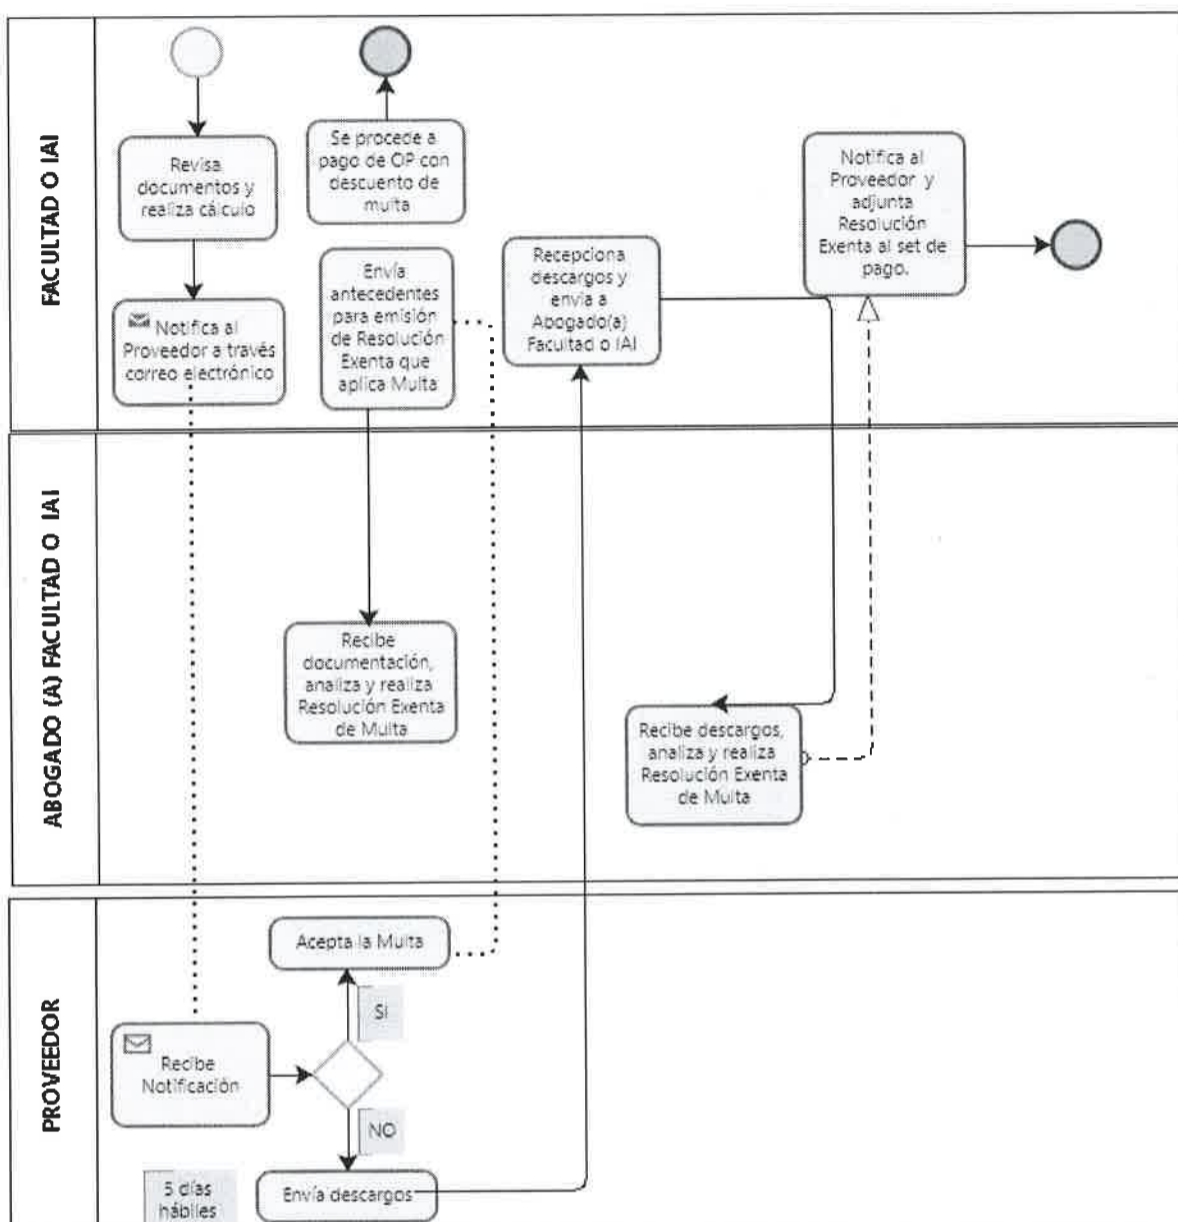 FACULTAD O IAI
Revisa
documentos y
realiza cálculo
Se procede a
pago de OP con
descuento de
multa
Notifica al
Proveedor y
adjunta
Resolución
Exenta al set de
pago.
Envía
antecedentes
para emisión
de Resolución
Exenta que
aplica Multa
Recepciona
descargos y
envia a
Abogado(a)
Facultad o IAI
Notifica al
Proveedor a través
correo electrónico
ABOGADO (A) FACULTAD O IAI
Recibe
documentación,
analiza y realiza
Resolución Exenta
de Multa
Recibe descargos,
analiza y realiza
Resolución Exenta
de Multa
PROVEEDOR
Acepta la Multa
SI
Recibe
Notificación
NO
5 días
hábiles
Envía descargos